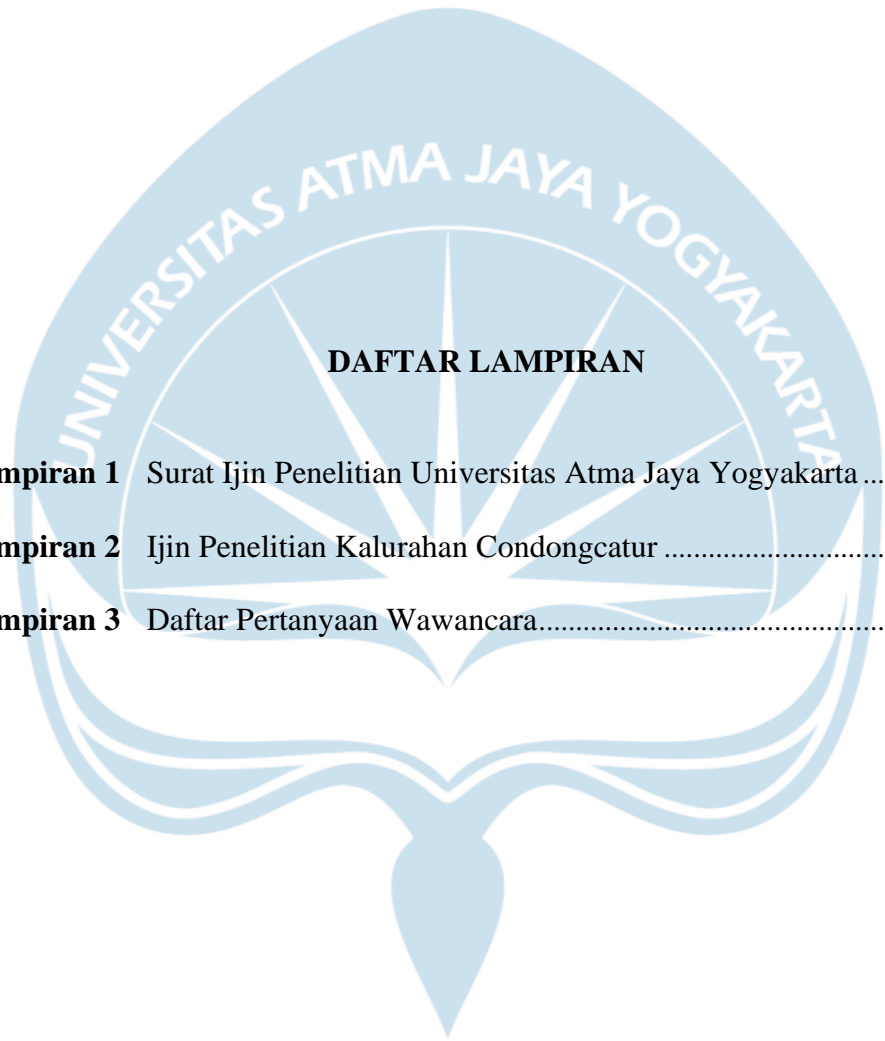 UNIVERSITAS ATMA JAYA YOGYAKARTA
DAFTAR LAMPIRAN
mpiran 1 Surat Ijin Penelitian Universitas Atma Jaya Yogyakarta ...
mpiran 2 Ijin Penelitian Kalurahan Condongcatur .............................
mpiran 3 Daftar Pertanyaan Wawancara..............................................